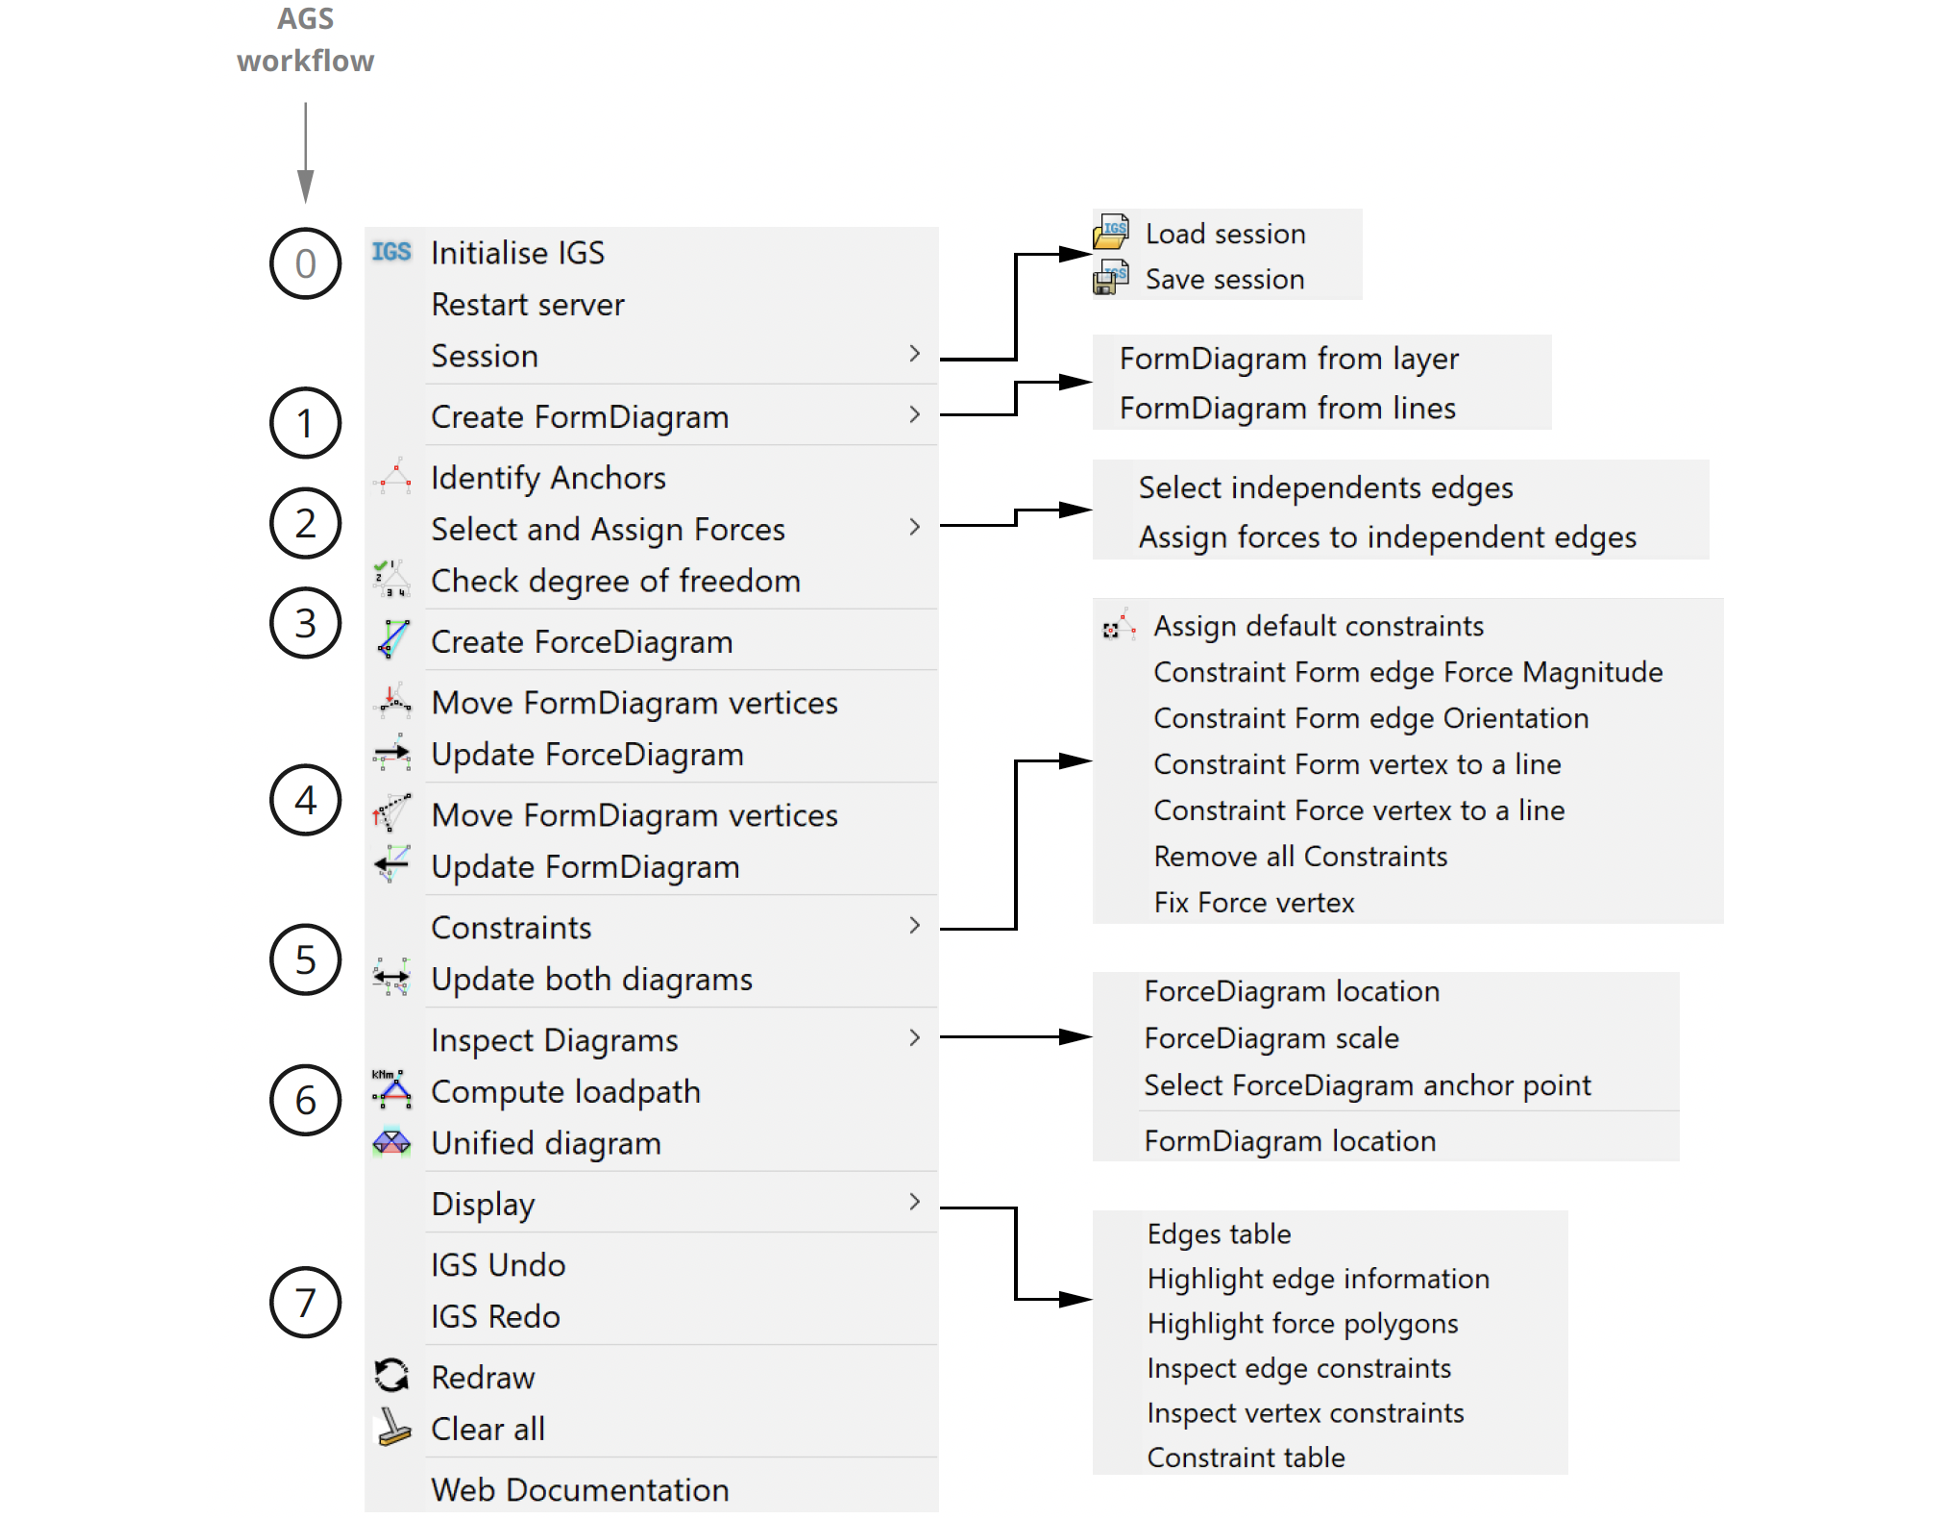 AGS
workflow
0
IGS Initialise IGS
Restart server
Session
1
Create FormDiagram
Identify Anchors
2
Select and Assign Forces
Check degree of freedom
3
Create ForceDiagram
Move FormDiagram vertices
Update ForceDiagram
4
Move FormDiagram vertices
Update FormDiagram
Constraints
5
Update both diagrams
Inspect Diagrams
6
kNm
Compute loadpath
Unified diagram
Display
IGS Undo
7
IGS Redo
Redraw
Clear all
Web Documentation
IGS Load session
IGS Save session
FormDiagram from layer
FormDiagram from lines
Select independents edges
Assign forces to independent edges
Assign default constraints
Constraint Form edge Force Magnitude
Constraint Form edge Orientation
Constraint Form vertex to a line
Constraint Force vertex to a line
Remove all Constraints
Fix Force vertex
ForceDiagram location
ForceDiagram scale
Select ForceDiagram anchor point
FormDiagram location
Edges table
Highlight edge information
Highlight force polygons
Inspect edge constraints
Inspect vertex constraints
Constraint table